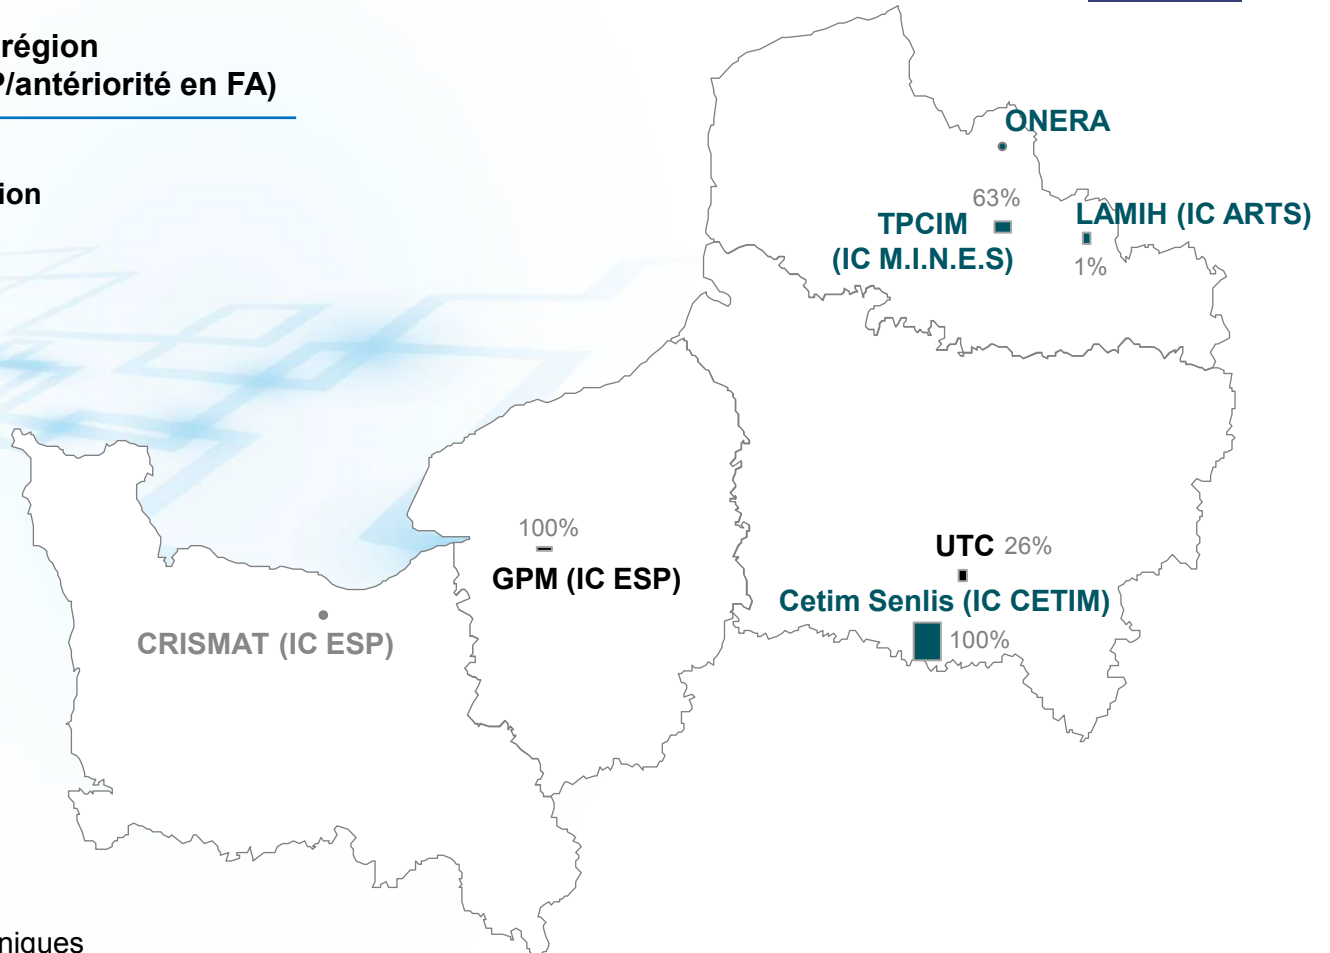 région
P/antériorité en FA)
ion
ONERA
63%
TPCIM
(IC M.I.N.E.S)
LAMIH (IC ARTS)
1%
100%
GPM (IC ESP)
UTC 26%
Cetim Senlis (IC CETIM)
100%
CRISMAT (IC ESP)
niques